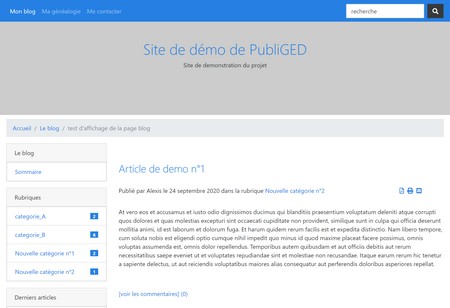 Mon blog Ma généalogie Me contacter recherche
Site de démo de PubliGED
Site de demonstration du projet
Accueil / Le blog / test d'affichage de la page blog
Le blog
Sommaire
Rubriques
categorie_A 2
categorie_B 6
Nouvelle catégorie n°1 3
Nouvelle catégorie n°2 1
Derniers articles
Article de demo n°1
Publié par Alexis le 24 septembre 2020 dans la rubrique Nouvelle catégorie n°2
At vero eos et accusamus et iusto odio dignissimos ducimus qui blanditiis praesentium voluptatum deleniti atque corrupti
quos dolores et quas molestias excepturi sint occaecati cupiditate non provident, similique sunt in culpa qui officia deserunt
mollitia animi, id est laborum et dolorum fuga. Et harum quidem rerum facilis est et expedita distinctio. Nam libero tempore,
cum soluta nobis est eligendi optio cumque nihil impedit quo minus id quod maxime placeat facere possimus, omnis
voluptas assumenda est, omnis dolor repellendus. Temporibus autem quibusdam et aut officiis debitis aut rerum
necessitatibus saepe eveniet ut et voluptates repudiandae sint et molestiae non recusandae. Itaque earum rerum hic tenetur
a sapiente delectus, ut aut reiciendis voluptatibus maiores alias consequatur aut perferendis doloribus asperiores repellat.
[voir les commentaires] (0)